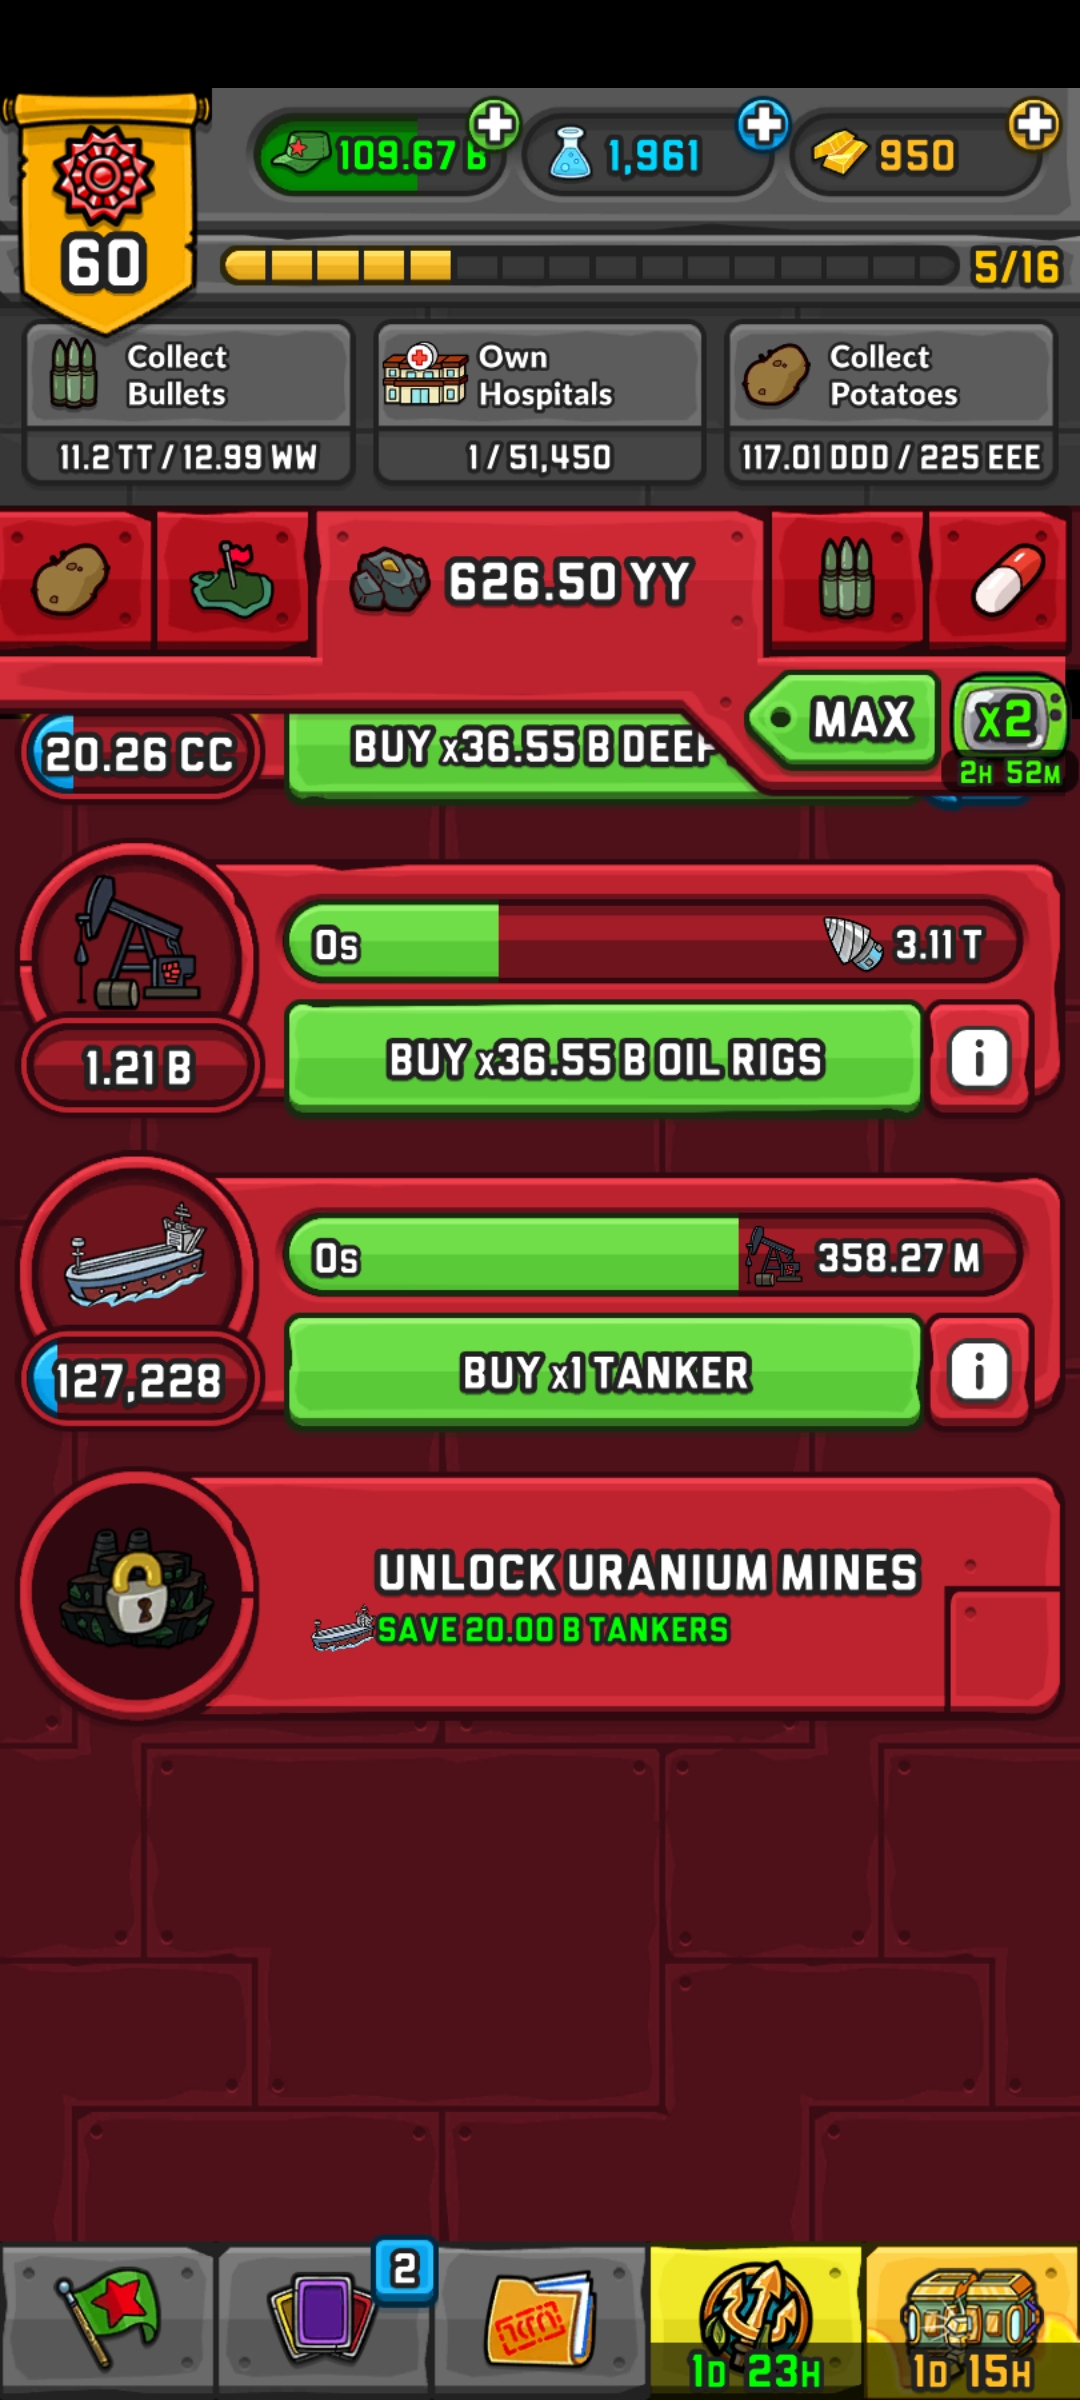 109.67 B
1,961
950
60
5/16
Collect
Bullets
Own
Hospitals
Collect
Potatoes
11.2 TT / 12.99 WW
1 / 51,450
117.01 DDD / 225 EEE
626.50 YY
MAX
x2
2H 52M
20.26 CC
BUY x36.55 B DEEP
0s
3.11 T
1.21 B
BUY x36.55 B OIL RIGS
i
0s
358.27 M
127,228
BUY x1 TANKER
i
UNLOCK URANIUM MINES
SAVE 20.00 B TANKERS
2
1D 23H
1D 15H